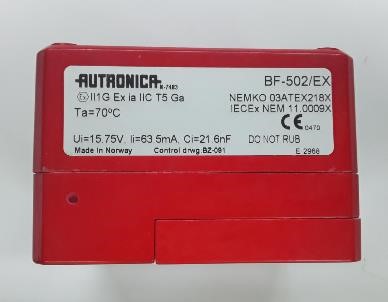 AUTRONICA N-7483 BF-502/EX
II1G Ex ia IIC T5 Ga NEMKO 03ATEX218X
Ta=70°C IECEx NEM 11.0009X
CE 0470
Ui=15.75V, Ii=63.5mA, Ci=21.6nF DO NOT RUB
Made in Norway Control drwg.BZ-091 E-2968